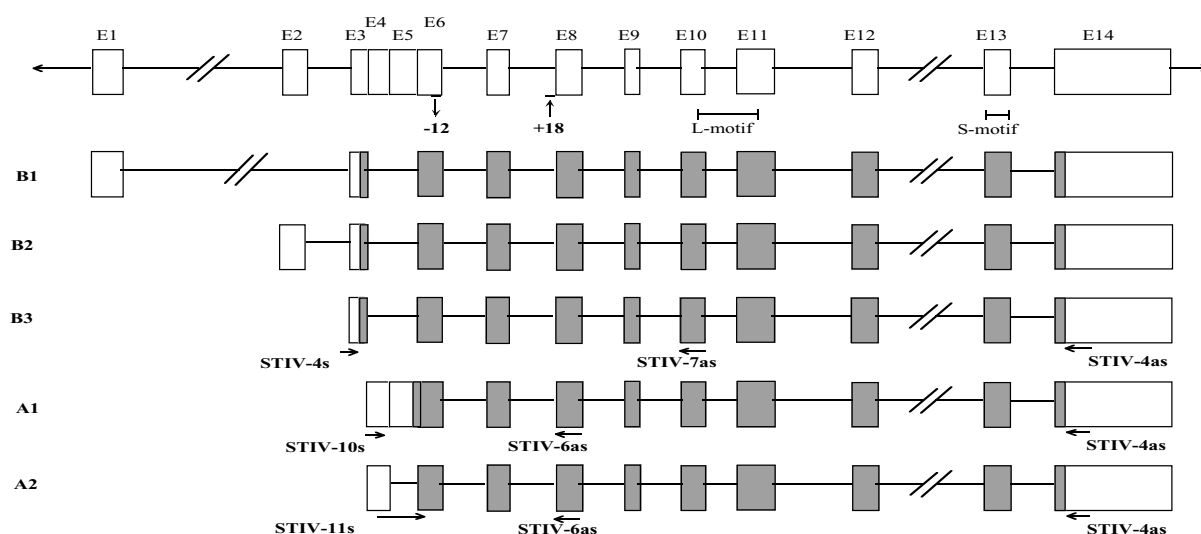 E4 E6
E1 E2 E3 E5 E7 E8 E9 E10 E11 E12 E13 E14
-12 +18 L-motif S-motif
B1
B2
B3
STIV-4s STIV-7as STIV-4as
A1
STIV-10s STIV-6as STIV-4as
A2
STIV-11s STIV-6as STIV-4as